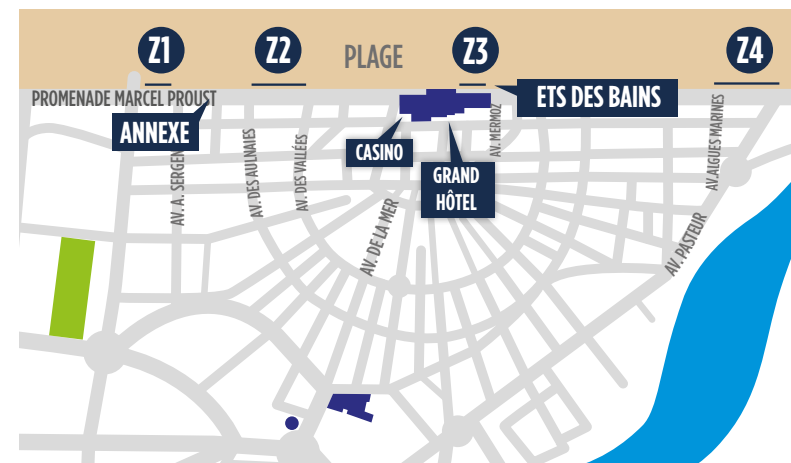 Z1
Z2
PLAGE
Z3
Z4
PROMENADE MARCEL PROUST
ETS DES BAINS
ANNEXE
CASINO
GRAND
HÔTEL
AV. MERMOZ
AV. A. SERGEN
AV. DES AULNAIES
AV. DES VALLÉES
AV. DE LA MER
AV.AIGUES MARINES
AV. PASTEUR